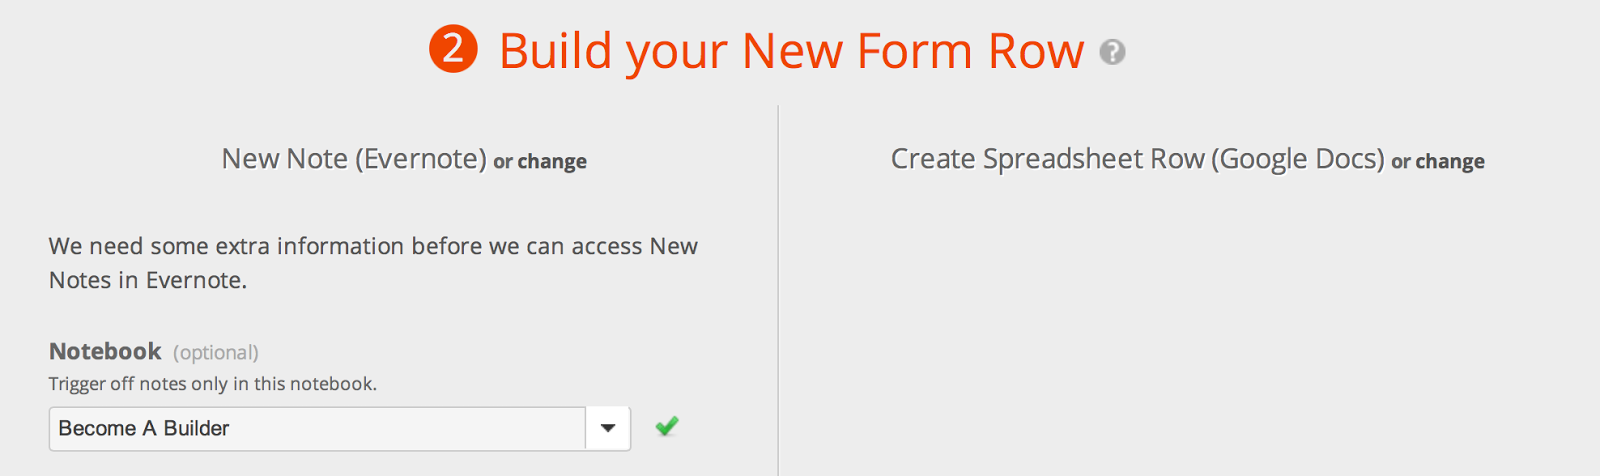 2 Build your New Form Row ?
New Note (Evernote) or change
We need some extra information before we can access New
Notes in Evernote.
Notebook (optional)
Trigger off notes only in this notebook.
Become A Builder
Create Spreadsheet Row (Google Docs) or change